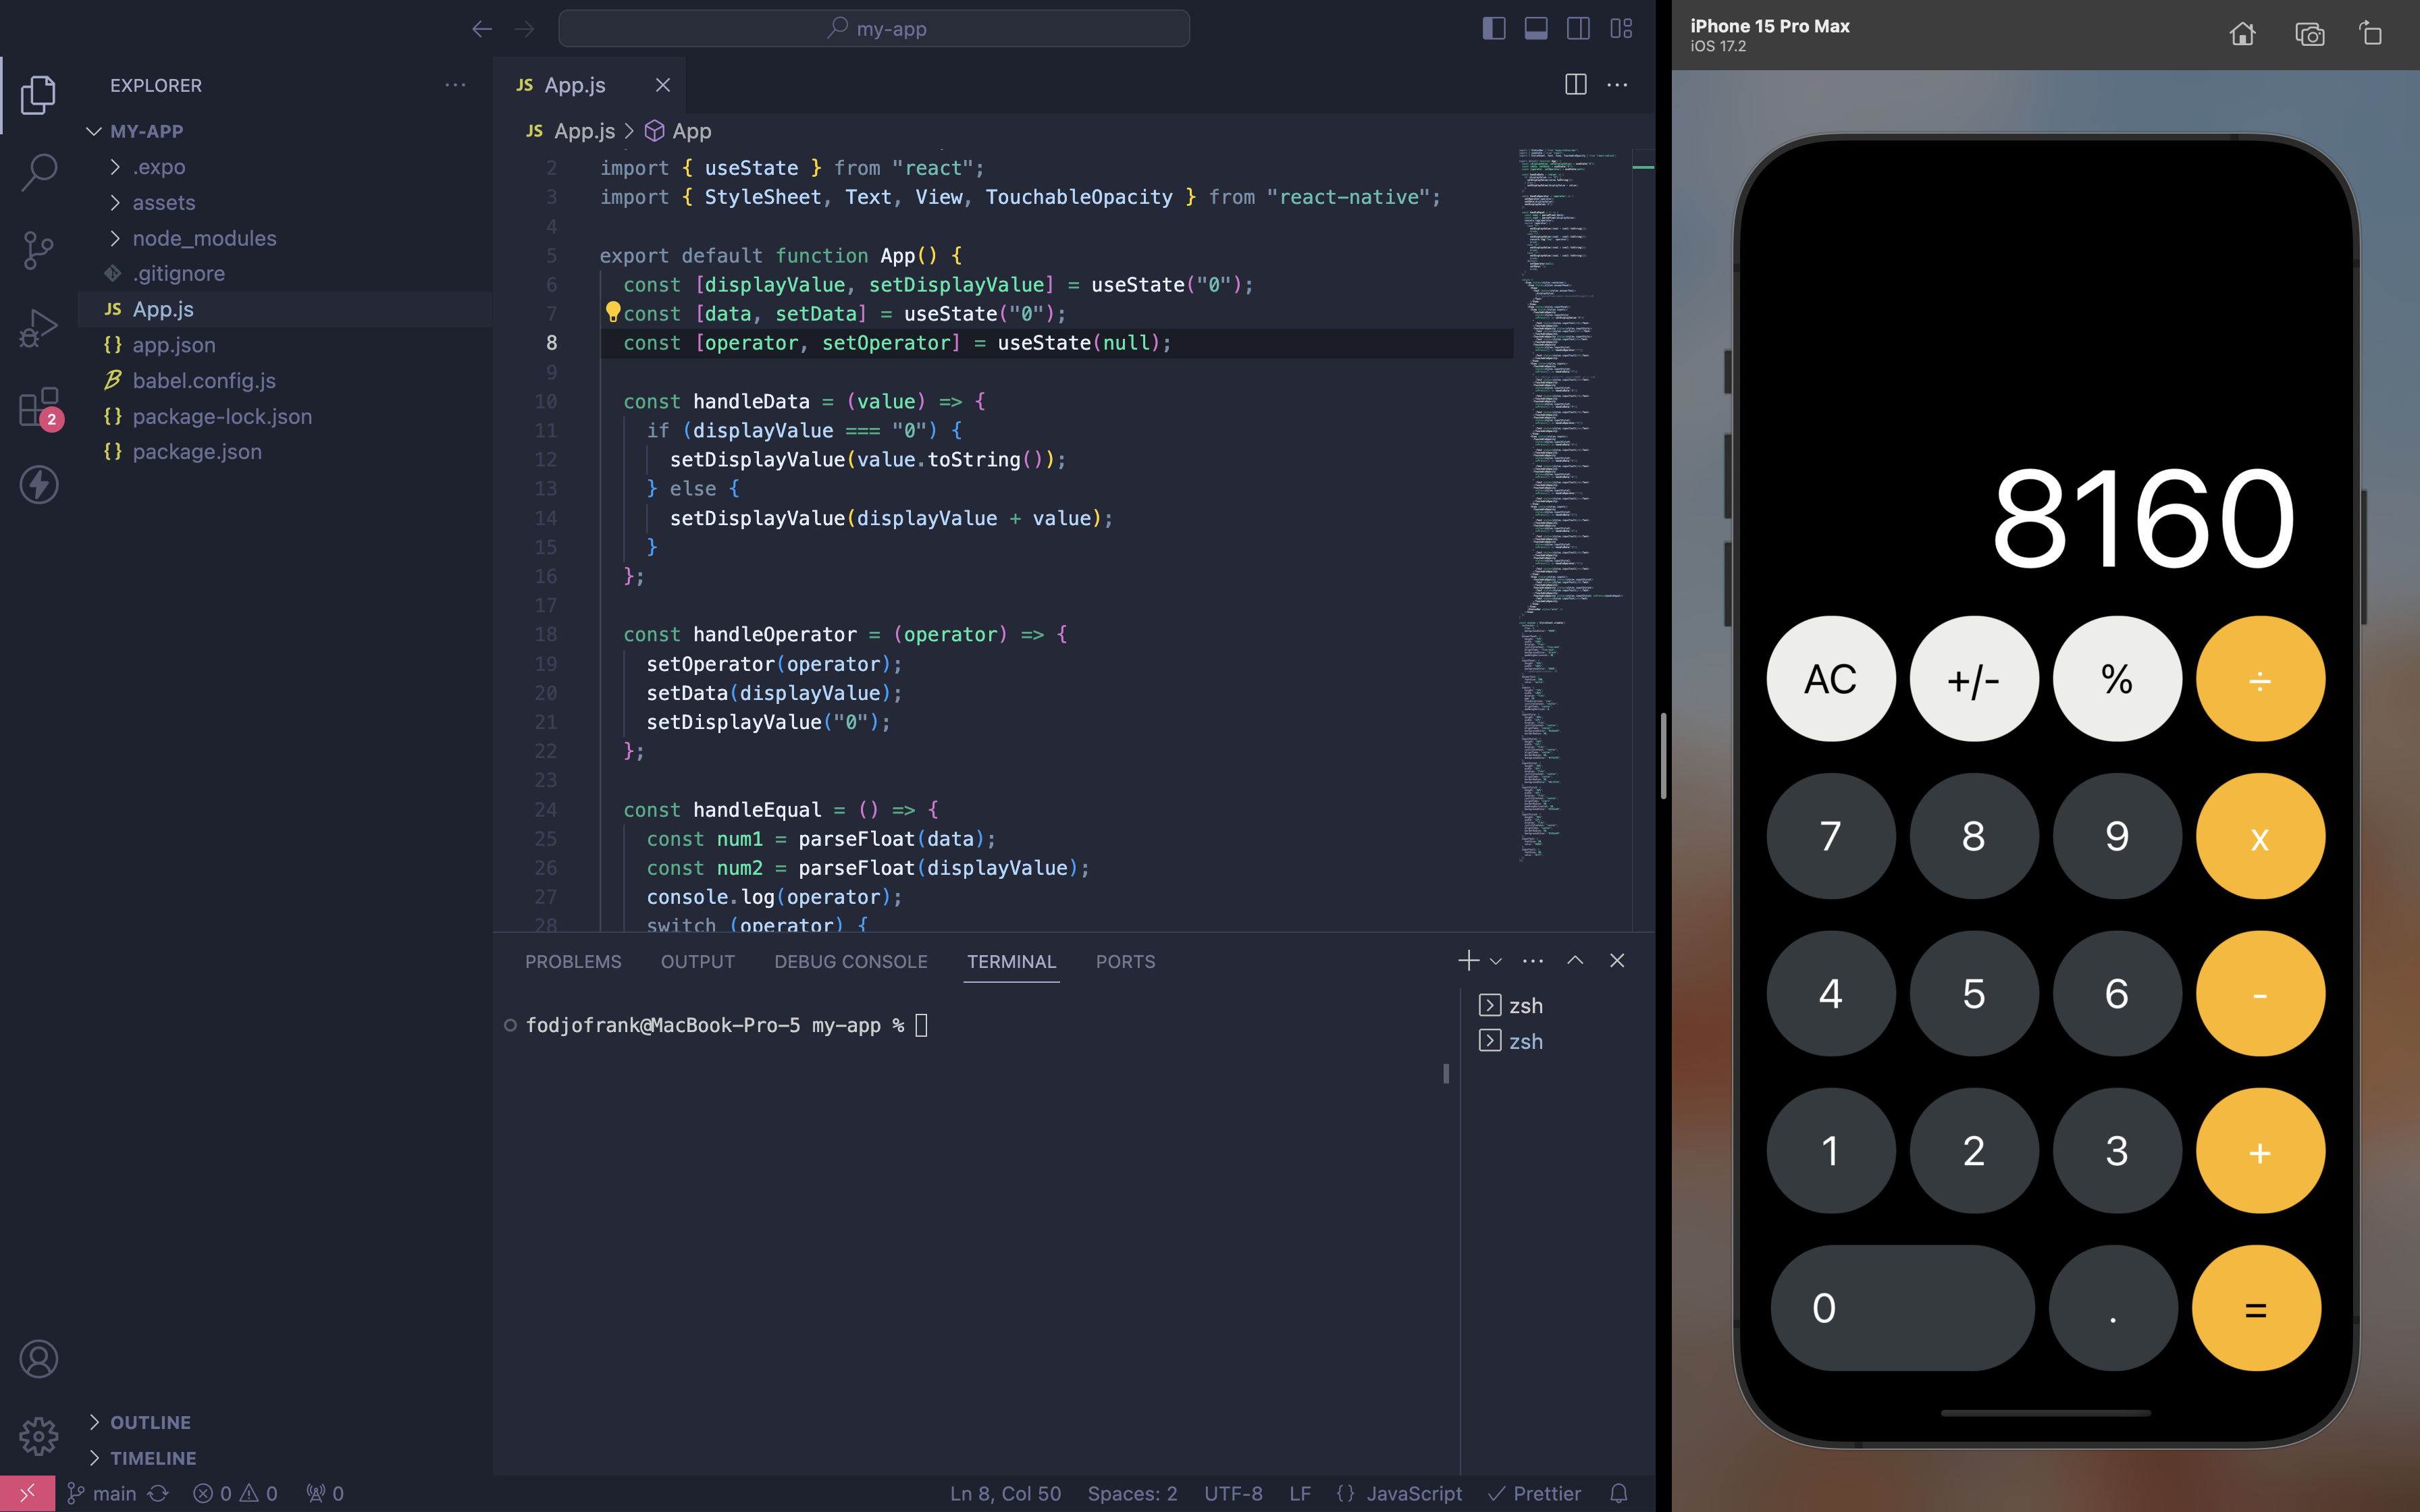 my-app
EXPLORER
MY-APP
.expo
assets
node_modules
.gitignore
JS App.js
{} app.json
babel.config.js
{} package-lock.json
{} package.json
2
OUTLINE
TIMELINE
JS App.js
JS App.js > App
2 import { useState } from "react";
3 import { StyleSheet, Text, View, TouchableOpacity } from "react-native";
4
5 export default function App() {
6 const [displayValue, setDisplayValue] = useState("0");
7 const [data, setData] = useState("0");
8 const [operator, setOperator] = useState(null);
9
10 const handleData = (value) => {
11 if (displayValue === "0") {
12 setDisplayValue(value.toString());
13 } else {
14 setDisplayValue(displayValue + value);
15 }
16 };
17
18 const handleOperator = (operator) => {
19 setOperator(operator);
20 setData(displayValue);
21 setDisplayValue("0");
22 };
23
24 const handleEqual = () => {
25 const num1 = parseFloat(data);
26 const num2 = parseFloat(displayValue);
27 console.log(operator);
28 switch (operator) {
PROBLEMS OUTPUT DEBUG CONSOLE TERMINAL PORTS
fodjofrank@MacBook-Pro-5 my-app %
zsh
zsh
main 0 0 0
Ln 8, Col 50 Spaces: 2 UTF-8 LF {} JavaScript Prettier
iPhone 15 Pro Max
iOS 17.2
8160
AC +/- % ÷
7 8 9 x
4 5 6 -
1 2 3 +
0 . =